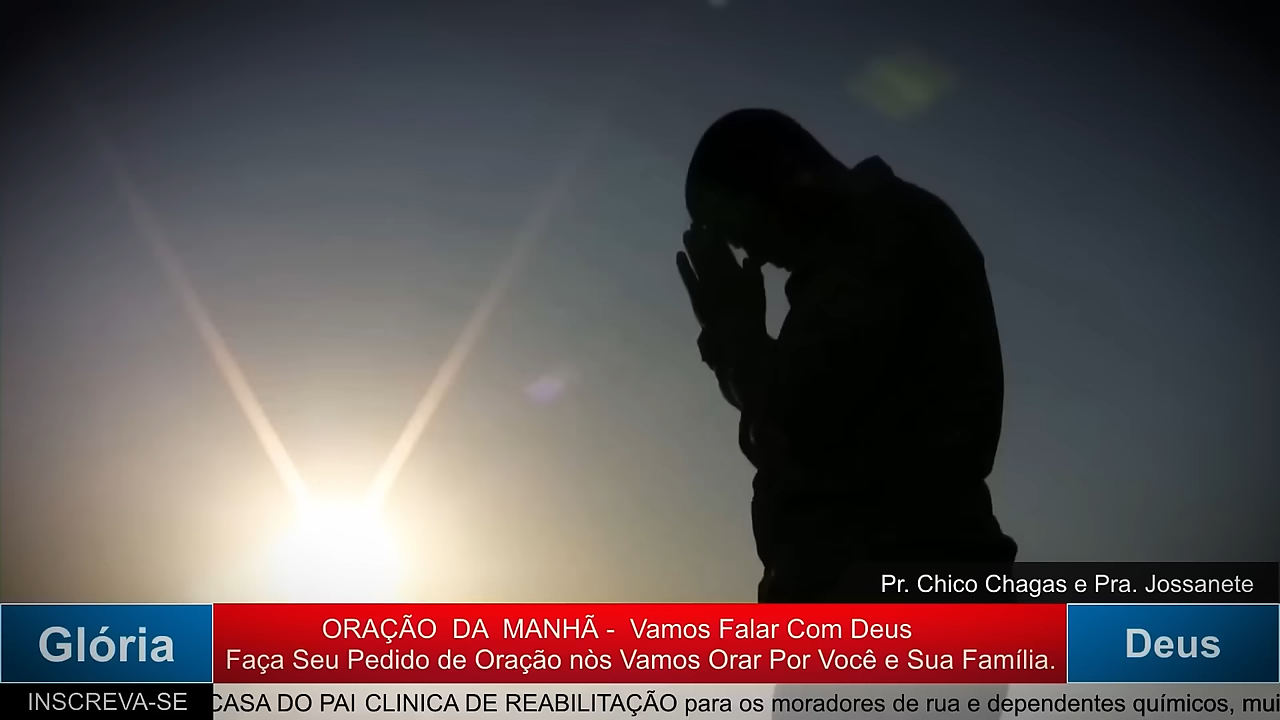 Pr. Chico Chagas e Pra. Jossanete
Glória
ORAÇÃO DA MANHÃ - Vamos Falar Com Deus
Faça Seu Pedido de Oração nòs Vamos Orar Por Você e Sua Família.
Deus
INSCREVA-SE
CASA DO PAI CLINICA DE REABILITAÇÃO para os moradores de rua e dependentes químicos, mui